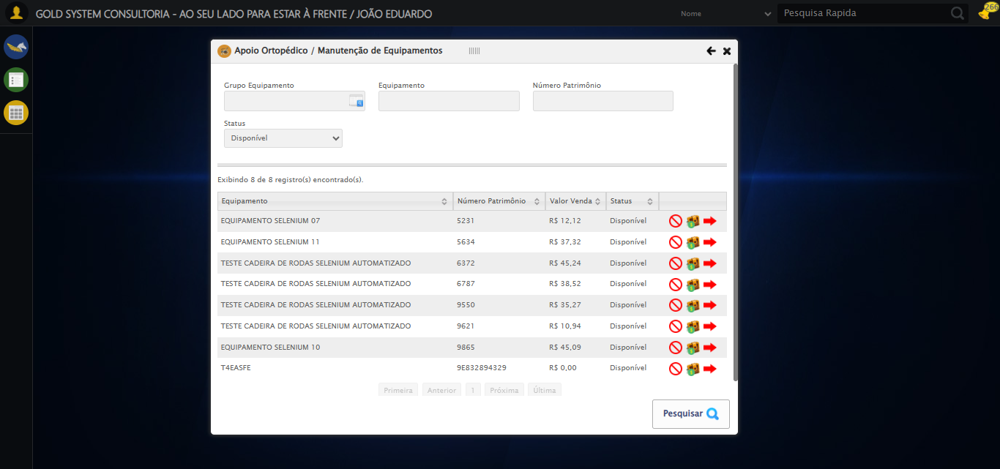 GOLD SYSTEM CONSULTORIA - AO SEU LADO PARA ESTAR À FRENTE / JOÃO EDUARDO
Nome
Pesquisa Rapida
266
Apoio Ortopédico / Manutenção de Equipamentos
Grupo Equipamento
Equipamento
Número Patrimônio
Status
Disponível
Exibindo 8 de 8 registro(s) encontrado(s).
Equipamento Número Patrimônio Valor Venda Status
EQUIPAMENTO SELENIUM 07 5231 R$ 12,12 Disponível
EQUIPAMENTO SELENIUM 11 5634 R$ 37,32 Disponível
TESTE CADEIRA DE RODAS SELENIUM AUTOMATIZADO 6372 R$ 45,24 Disponível
TESTE CADEIRA DE RODAS SELENIUM AUTOMATIZADO 6787 R$ 38,52 Disponível
TESTE CADEIRA DE RODAS SELENIUM AUTOMATIZADO 9550 R$ 35,27 Disponível
TESTE CADEIRA DE RODAS SELENIUM AUTOMATIZADO 9621 R$ 10,94 Disponível
EQUIPAMENTO SELENIUM 10 9865 R$ 45,09 Disponível
T4EASFE 9E832894329 R$ 0,00 Disponível
Primeira Anterior 1 Próxima Última
Pesquisar